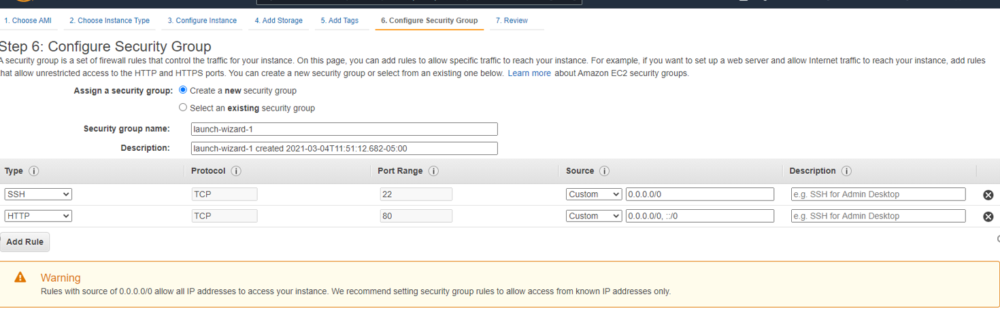 1. Choose AMI 2. Choose Instance Type 3. Configure Instance 4. Add Storage 5. Add Tags 6. Configure Security Group 7. Review
Step 6: Configure Security Group
A security group is a set of firewall rules that control the traffic for your instance. On this page, you can add rules to allow specific traffic to reach your instance. For example, if you want to set up a web server and allow Internet traffic to reach your instance, add rules
that allow unrestricted access to the HTTP and HTTPS ports. You can create a new security group or select from an existing one below. Learn more about Amazon EC2 security groups.
Assign a security group: Create a new security group
Select an existing security group
Security group name: launch-wizard-1
Description: launch-wizard-1 created 2021-03-04T11:51:12.682-05:00
Type i Protocol i Port Range i Source i Description i
SSH TCP 22 Custom 0.0.0.0/0 e.g. SSH for Admin Desktop
HTTP TCP 80 Custom 0.0.0.0/0, ::/0 e.g. SSH for Admin Desktop
Add Rule
Warning
Rules with source of 0.0.0.0/0 allow all IP addresses to access your instance. We recommend setting security group rules to allow access from known IP addresses only.